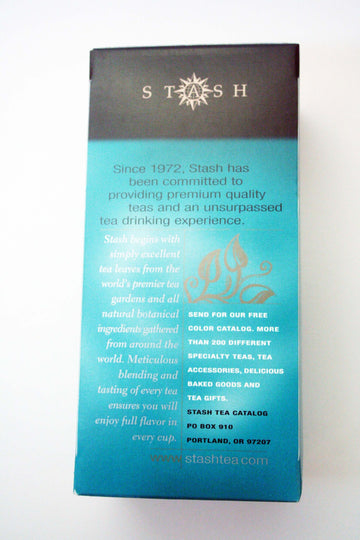 STASH
Since 1972, Stash has
been committed to
providing premium quality
teas and an unsurpassed
tea drinking experience.
Stash begins with
simply excellent
tea leaves from the
world's premier tea
gardens and all
natural botanical
ingredients gathered
from around the
world. Meticulous
blending and
tasting of every tea
ensures you will
enjoy full flavor in
every cup.
SEND FOR OUR FREE
COLOR CATALOG. MORE
THAN 200 DIFFERENT
SPECIALTY TEAS, TEA
ACCESSORIES, DELICIOUS
BAKED GOODS AND
TEA GIFTS.
STASH TEA CATALOG
PO BOX 910
PORTLAND, OR 97207
www.stashtea.com